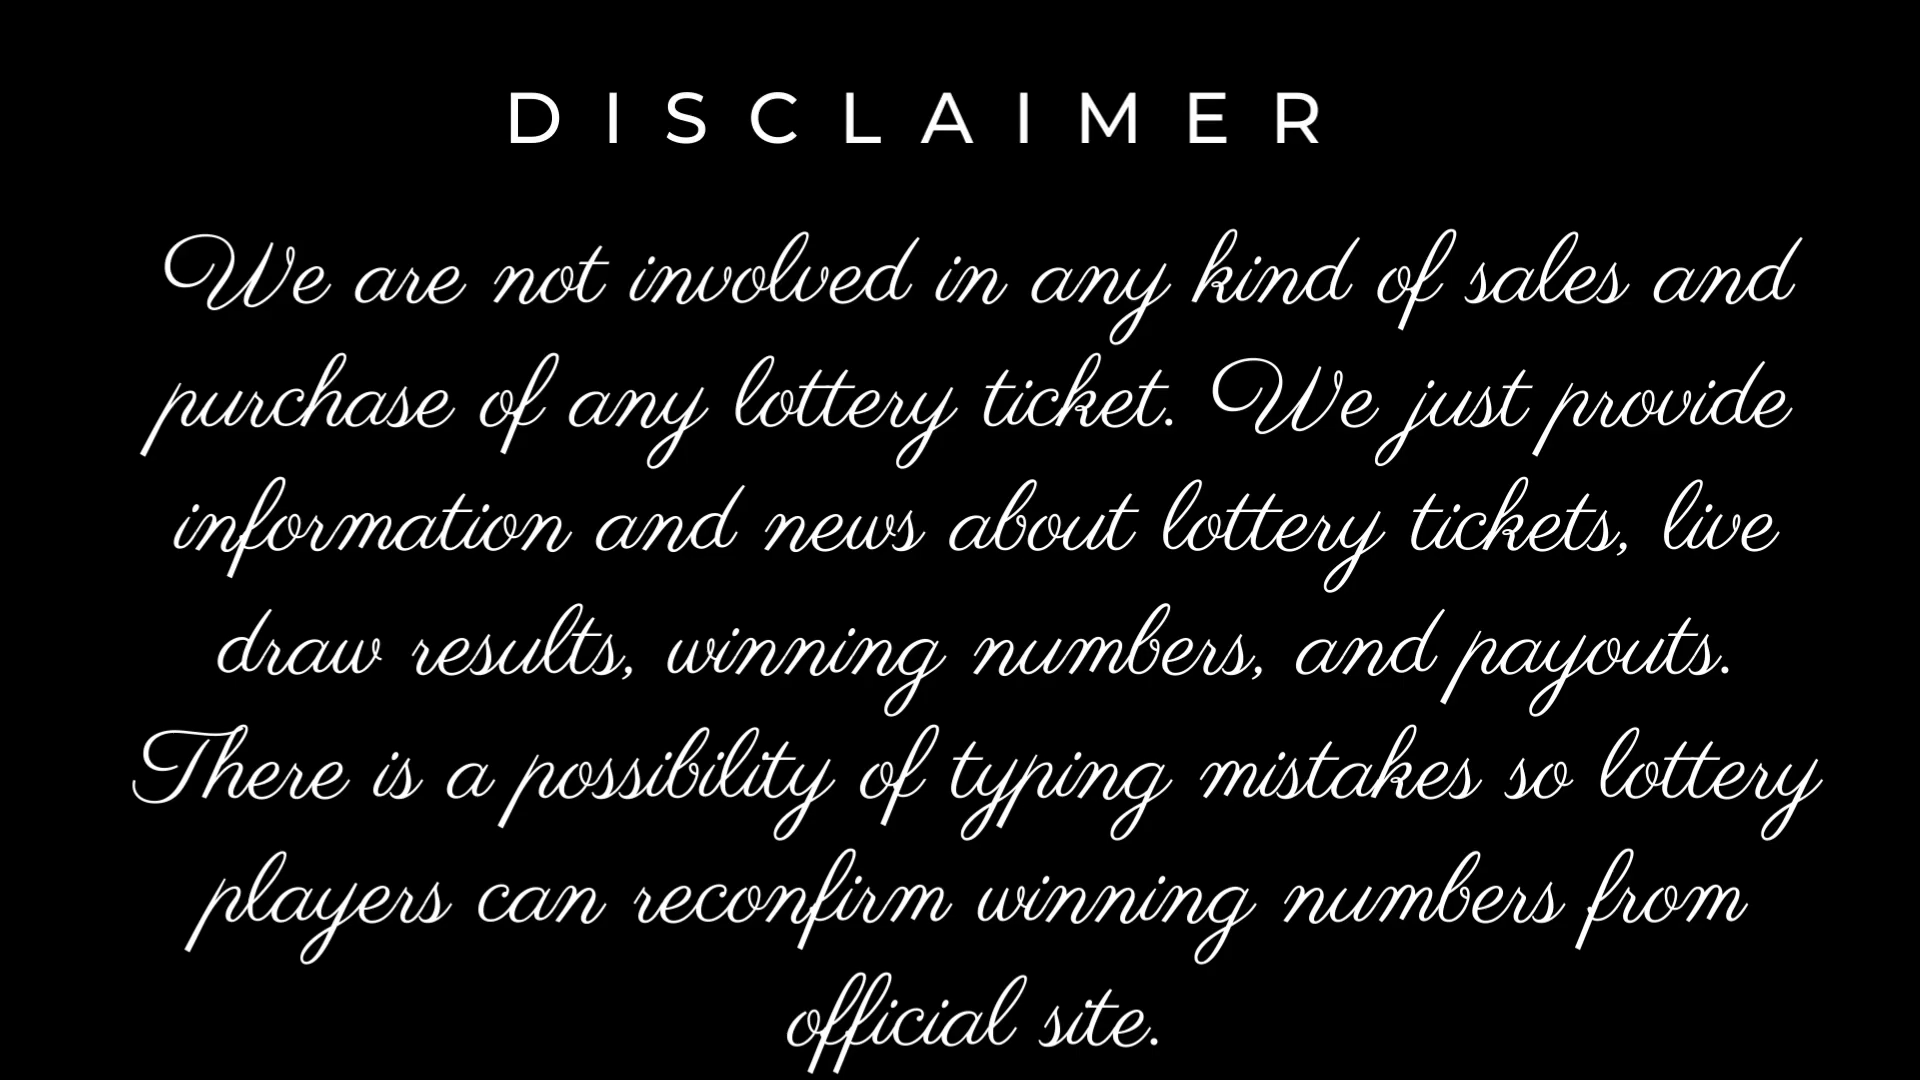 DISCLAIMER
We are not involved in any kind of sales and
purchase of any lottery ticket. We just provide
information and news about lottery tickets, live
draw results, winning numbers, and payouts.
There is a possibility of typing mistakes so lottery
players can reconfirm winning numbers from
official site.